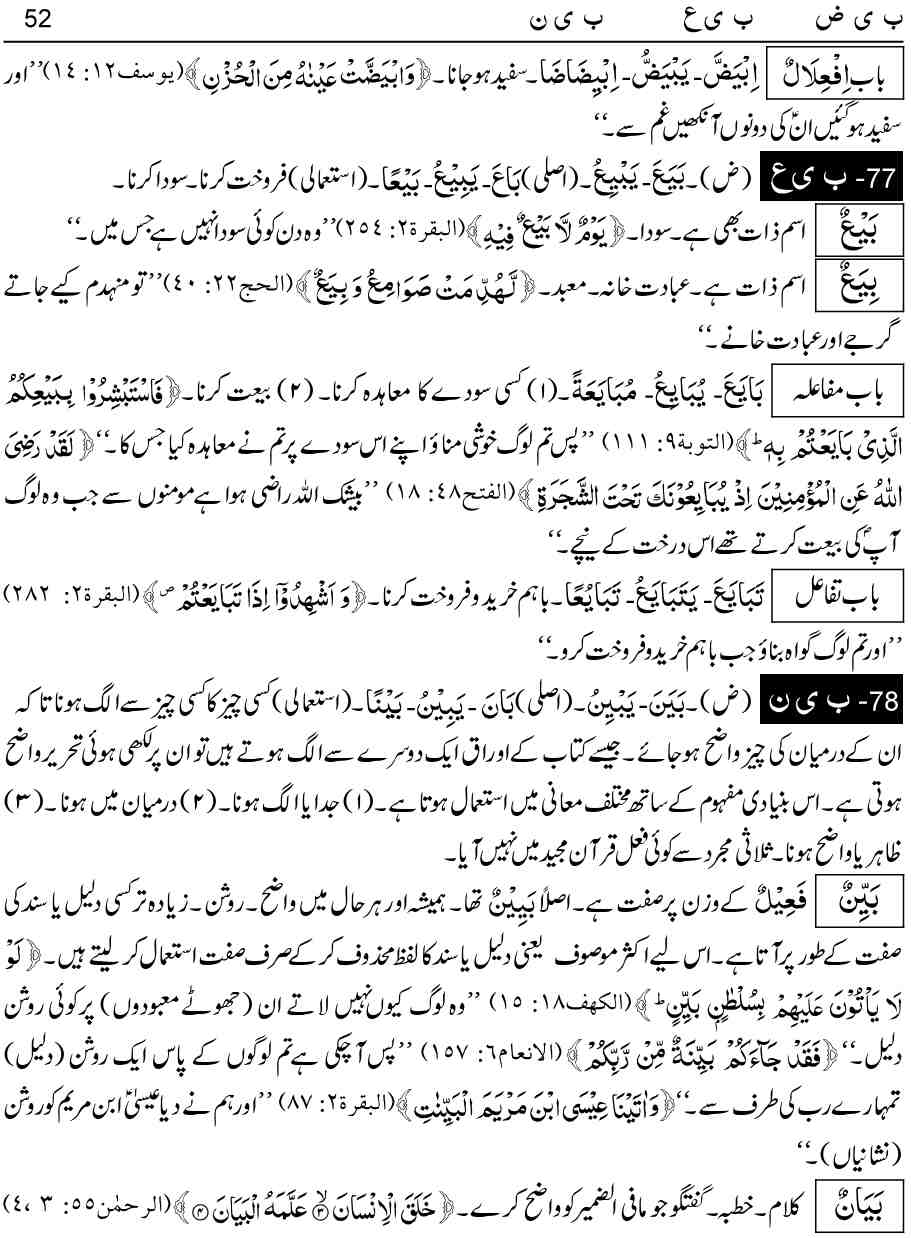 ب ی ض ب ی ع ب ی ن 52
باب اِفْعِلَالٌ اِبْيَضَّ۔ يَبْيَضُّ۔ اِبْيِضَاضًا۔ سفید ہو جانا۔ ﴿وَابْيَضَّتْ عَيْنٰهُ مِنَ الْحُزْنِ﴾ (یوسف۱۲: ۱۴) ’’اور
سفید ہو گئیں انؑ کی دونوں آنکھیں غم سے۔‘‘
77- ب ی ع (ض)۔ بَيَعَ۔ يَبْيِعُ۔ (اصلی) بَاعَ۔ يَبِيْعُ۔ بَيْعًا۔ (استعمالی) فروخت کرنا۔ سودا کرنا۔
بَيْعٌ اسم ذات بھی ہے۔ سودا۔ ﴿يَوْمٌ لَّا بَيْعٌ فِيْهِ﴾ (البقرۃ۲: ۲۵۴) ’’وہ دن کوئی سودا نہیں ہے جس میں۔‘‘
بِيَعٌ اسم ذات ہے۔ عبادت خانہ۔ معبد۔ ﴿لَّهُدِّمَتْ صَوَامِعُ وَبِيَعٌ﴾ (الحج۲۲: ۴۰) ’’تو منہدم کیے جاتے
گرجے اور عبادت خانے۔‘‘
باب مفاعلہ بَايَعَ۔ يُبَايِعُ۔ مُبَايَعَةً۔ (۱) کسی سودے کا معاہدہ کرنا۔ (۲) بیعت کرنا۔ ﴿فَاسْتَبْشِرُوْا بِبَيْعِكُمُ
الَّذِيْ بَايَعْتُمْ بِهٖ ؕ﴾ (التوبۃ۹: ۱۱۱) ’’پس تم لوگ خوشی مناؤ اپنے اس سودے پر تم نے معاہدہ کیا جس کا۔‘‘ ﴿لَقَدْ رَضِيَ
اللهُ عَنِ الْمُؤْمِنِيْنَ اِذْ يُبَايِعُوْنَكَ تَحْتَ الشَّجَرَةِ﴾ (الفتح۴۸: ۱۸) ’’بیشک اللہ راضی ہوا ہے مومنوں سے جب وہ لوگ
آپؐ کی بیعت کرتے تھے اس درخت کے نیچے۔‘‘
باب تفاعل تَبَايَعَ۔ يَتَبَايَعُ۔ تَبَايُعًا۔ باہم خرید و فروخت کرنا۔ ﴿وَاَشْهِدُوْٓا اِذَا تَبَايَعْتُمْ ص﴾ (البقرۃ۲: ۲۸۲)
’’اور تم لوگ گواہ بناؤ جب باہم خرید و فروخت کرو۔‘‘
78- ب ی ن (ض)۔ بَيَنَ۔ يَبْيِنُ۔ (اصلی) بَانَ۔ يَبِيْنُ۔ بَيْنًا۔ (استعمالی) کسی چیز کا کسی چیز سے الگ ہونا تا کہ
ان کے درمیان کی چیز واضح ہو جائے۔ جیسے کتاب کے اوراق ایک دوسرے سے الگ ہوتے ہیں تو ان پر لکھی ہوئی تحریر واضح
ہوتی ہے۔ اس بنیادی مفہوم کے ساتھ مختلف معانی میں استعمال ہوتا ہے۔ (۱) جدا یا الگ ہونا۔ (۲) درمیان میں ہونا۔ (۳)
ظاہر یا واضح ہونا۔ ثلاثی مجرد سے کوئی فعل قرآن مجید میں نہیں آیا۔
بَيِّنٌ فَعِيْلٌ کے وزن پر صفت ہے۔ اصلاً بَيِيْنٌ تھا۔ ہمیشہ اور ہر حال میں واضح۔ روشن۔ زیادہ تر کسی دلیل یا سند کی
صفت کے طور پر آتا ہے۔ اس لیے اکثر موصوف یعنی دلیل یا سند کا لفظ محذوف کر کے صرف صفت استعمال کر لیتے ہیں۔ ﴿لَوْ
لَا يَاْتُوْنَ عَلَيْهِمْ بِسُلْطٰنٍۭ بَيِّنٍ ؕ﴾ (الکھف۱۸: ۱۵) ’’وہ لوگ کیوں نہیں لاتے ان (جھوٹے معبودوں) پر کوئی روشن
دلیل۔‘‘ ﴿فَقَدْ جَآءَكُمْ بَيِّنَةٌ مِّنْ رَّبِّكُمْ﴾ (الانعام۶: ۱۵۷) ’’پس آ چکی ہے تم لوگوں کے پاس ایک روشن (دلیل)
تمہارے رب کی طرف سے۔‘‘ ﴿وَاٰتَيْنَا عِيْسَى ابْنَ مَرْيَمَ الْبَيِّنٰتِ﴾ (البقرۃ۲: ۸۷) ’’اور ہم نے دیا عیسیٰؑ ابن مریم کو روشن
(نشانیاں)۔‘‘
بَيَانٌ کلام۔ خطبہ۔ گفتگو جو مافی الضمیر کو واضح کرے۔ ﴿خَلَقَ الْاِنْسَانَ ۙ۳ عَلَّمَهُ الْبَيَانَ ۴﴾ (الرحمٰن۵۵: ۳، ۴)